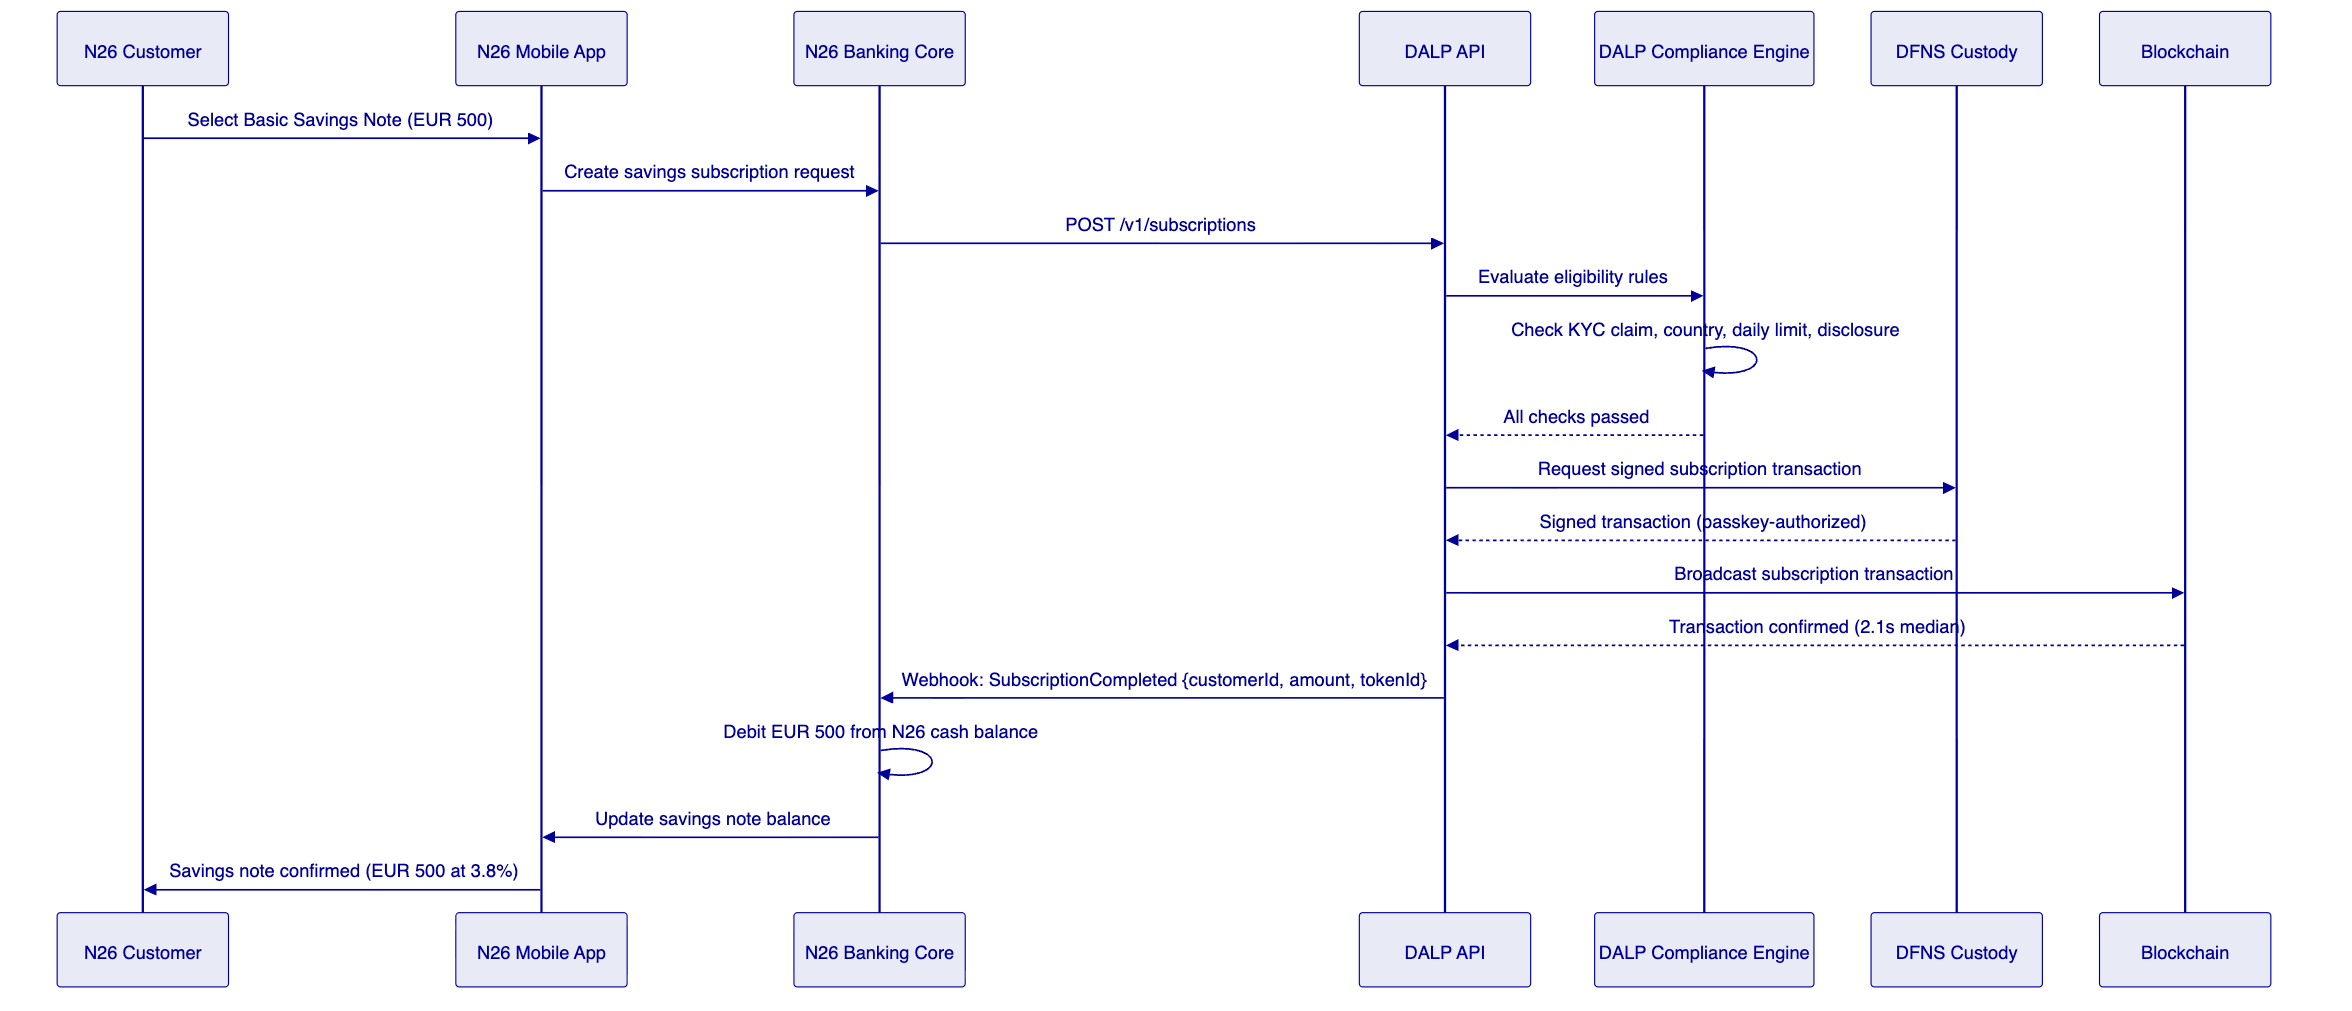 N26 Customer
N26 Mobile App
N26 Banking Core
DALP API
DALP Compliance Engine
DFNS Custody
Blockchain
Select Basic Savings Note (EUR 500)
Create savings subscription request
POST /v1/subscriptions
Evaluate eligibility rules
Check KYC claim, country, daily limit, disclosure
All checks passed
Request signed subscription transaction
Signed transaction (passkey-authorized)
Broadcast subscription transaction
Transaction confirmed (2.1s median)
Webhook: SubscriptionCompleted {customerId, amount, tokenId}
Debit EUR 500 from N26 cash balance
Update savings note balance
Savings note confirmed (EUR 500 at 3.8%)
N26 Customer
N26 Mobile App
N26 Banking Core
DALP API
DALP Compliance Engine
DFNS Custody
Blockchain